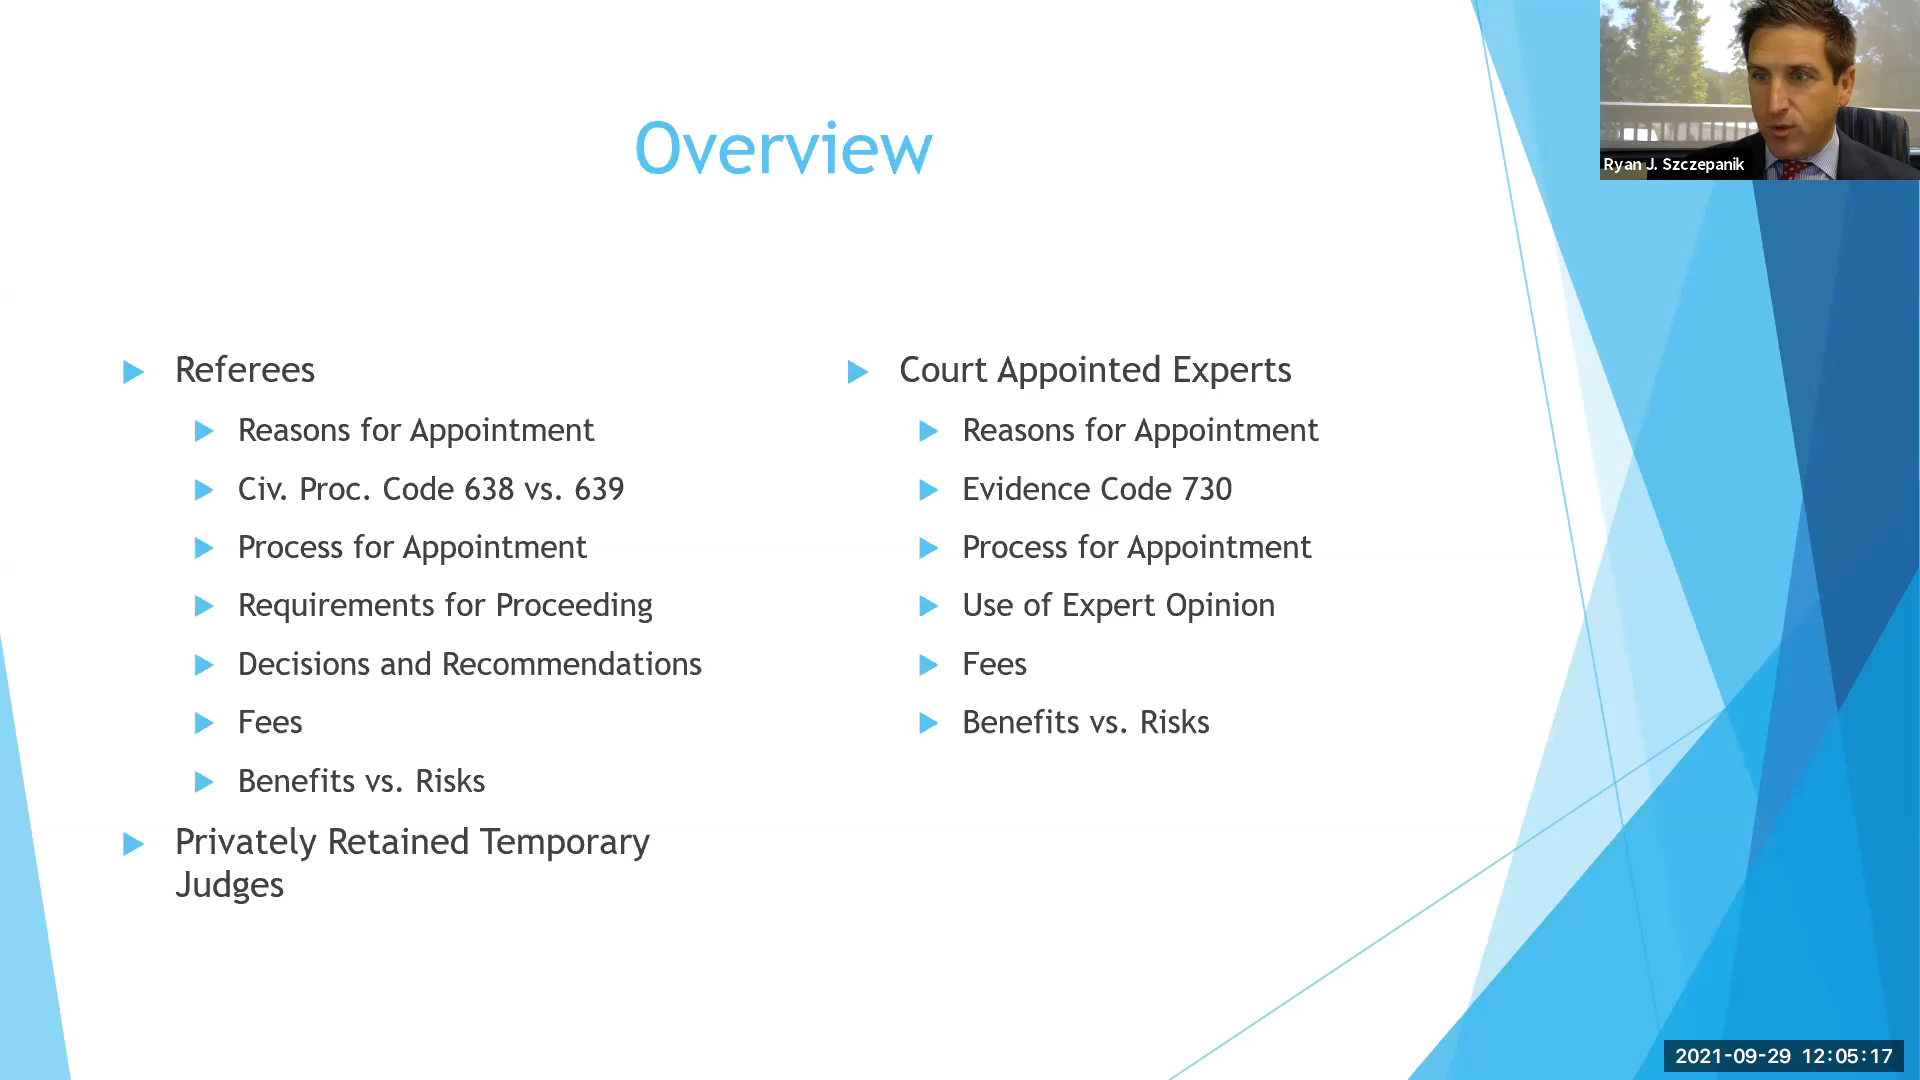 Overview
Ryan J. Szczepanik
Referees
Reasons for Appointment
Civ. Proc. Code 638 vs. 639
Process for Appointment
Requirements for Proceeding
Decisions and Recommendations
Fees
Benefits vs. Risks
Privately Retained Temporary
Judges
Court Appointed Experts
Reasons for Appointment
Evidence Code 730
Process for Appointment
Use of Expert Opinion
Fees
Benefits vs. Risks
2021-09-29 12:05:17